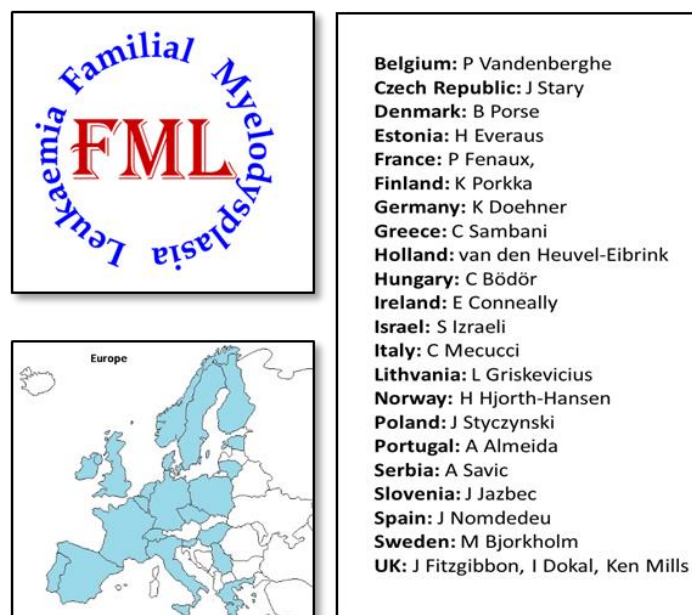 Familial Myelodysplasia Leukaemia
FML
Europe
Belgium: P Vandenberghe
Czech Republic: J Stary
Denmark: B Porse
Estonia: H Everaus
France: P Fenaux,
Finland: K Porkka
Germany: K Doehner
Greece: C Sambani
Holland: van den Heuvel-Eibrink
Hungary: C Bödör
Ireland: E Conneally
Israel: S Izraeli
Italy: C Mecucci
Lithvania: L Griskevicius
Norway: H Hjorth-Hansen
Poland: J Styczynski
Portugal: A Almeida
Serbia: A Savic
Slovenia: J Jazbec
Spain: J Nomdedeu
Sweden: M Bjorkholm
UK: J Fitzgibbon, I Dokal, Ken Mills